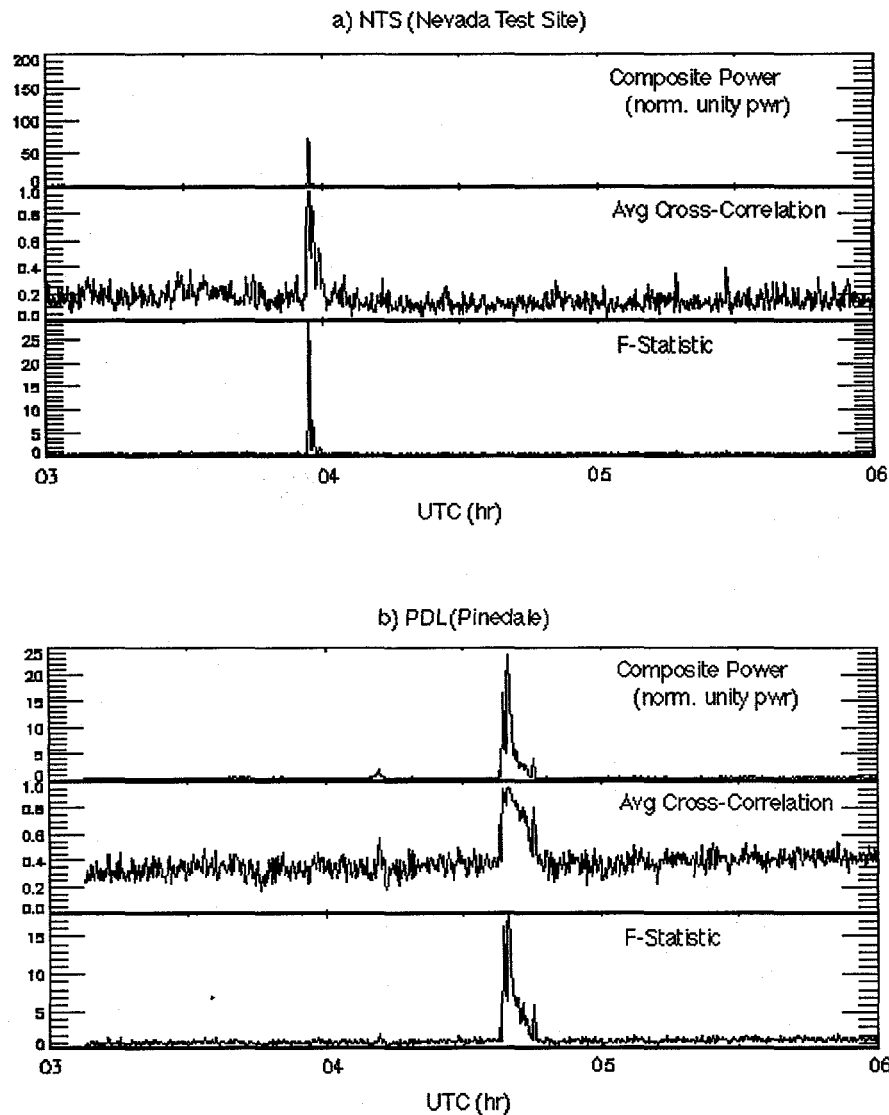 a) NTS (Nevada Test Site)
200
150
100
50
0
Composite Power
(norm. unity pwr)
1.0
0.8
0.6
0.4
0.2
0.0
Avg Cross-Correlation
25
20
15
10
5
0
F-Statistic
03 04 05 06
UTC (hr)
b) PDL(Pinedale)
25
20
15
10
5
0
Composite Power
(norm. unity pwr)
1.0
0.8
0.6
0.4
0.2
0.0
Avg Cross-Correlation
15
10
5
0
F-Statistic
03 04 05 06
UTC (hr)